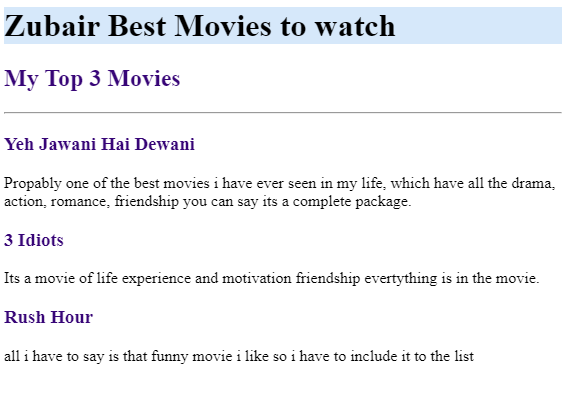 Zubair Best Movies to watch
My Top 3 Movies
Yeh Jawani Hai Dewani
Propably one of the best movies i have ever seen in my life, which have all the drama,
action, romance, friendship you can say its a complete package.
3 Idiots
Its a movie of life experience and motivation friendship evertything is in the movie.
Rush Hour
all i have to say is that funny movie i like so i have to include it to the list